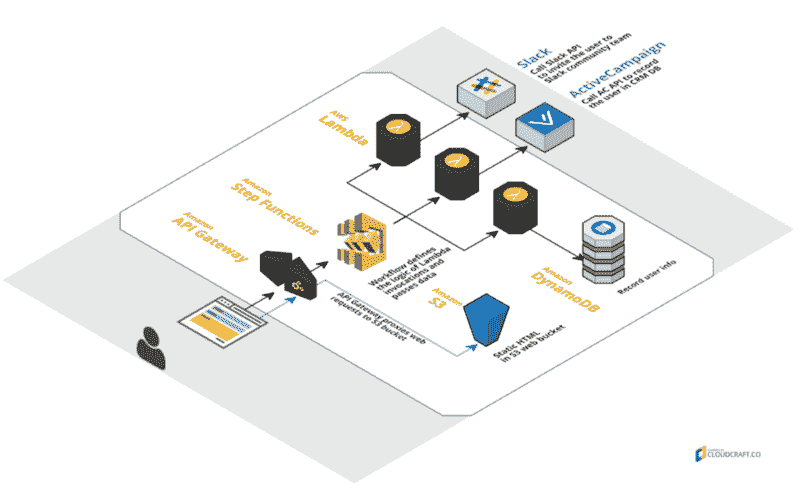 Slack
Call Slack API
to invite the user to
Slack community team
ActiveCampaign
Call AC API to record
the user in CRM DB
AWS
Lambda
Amazon
Step Functions
Amazon
API Gateway
Workflow defines
the logic of Lambda
invocations and
passes data
API Gateway proxies web
requests to S3 bucket
Amazon
S3
Static HTML
in S3 web bucket
Amazon
DynamoDB
Record user info
CLOUDCRAFT.CO